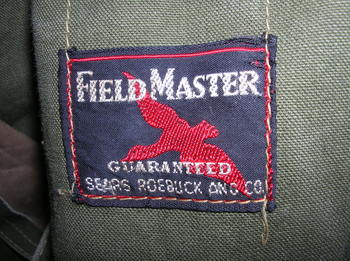 FIELD MASTER
GUARANTEED
SEARS ROEBUCK AND CO.